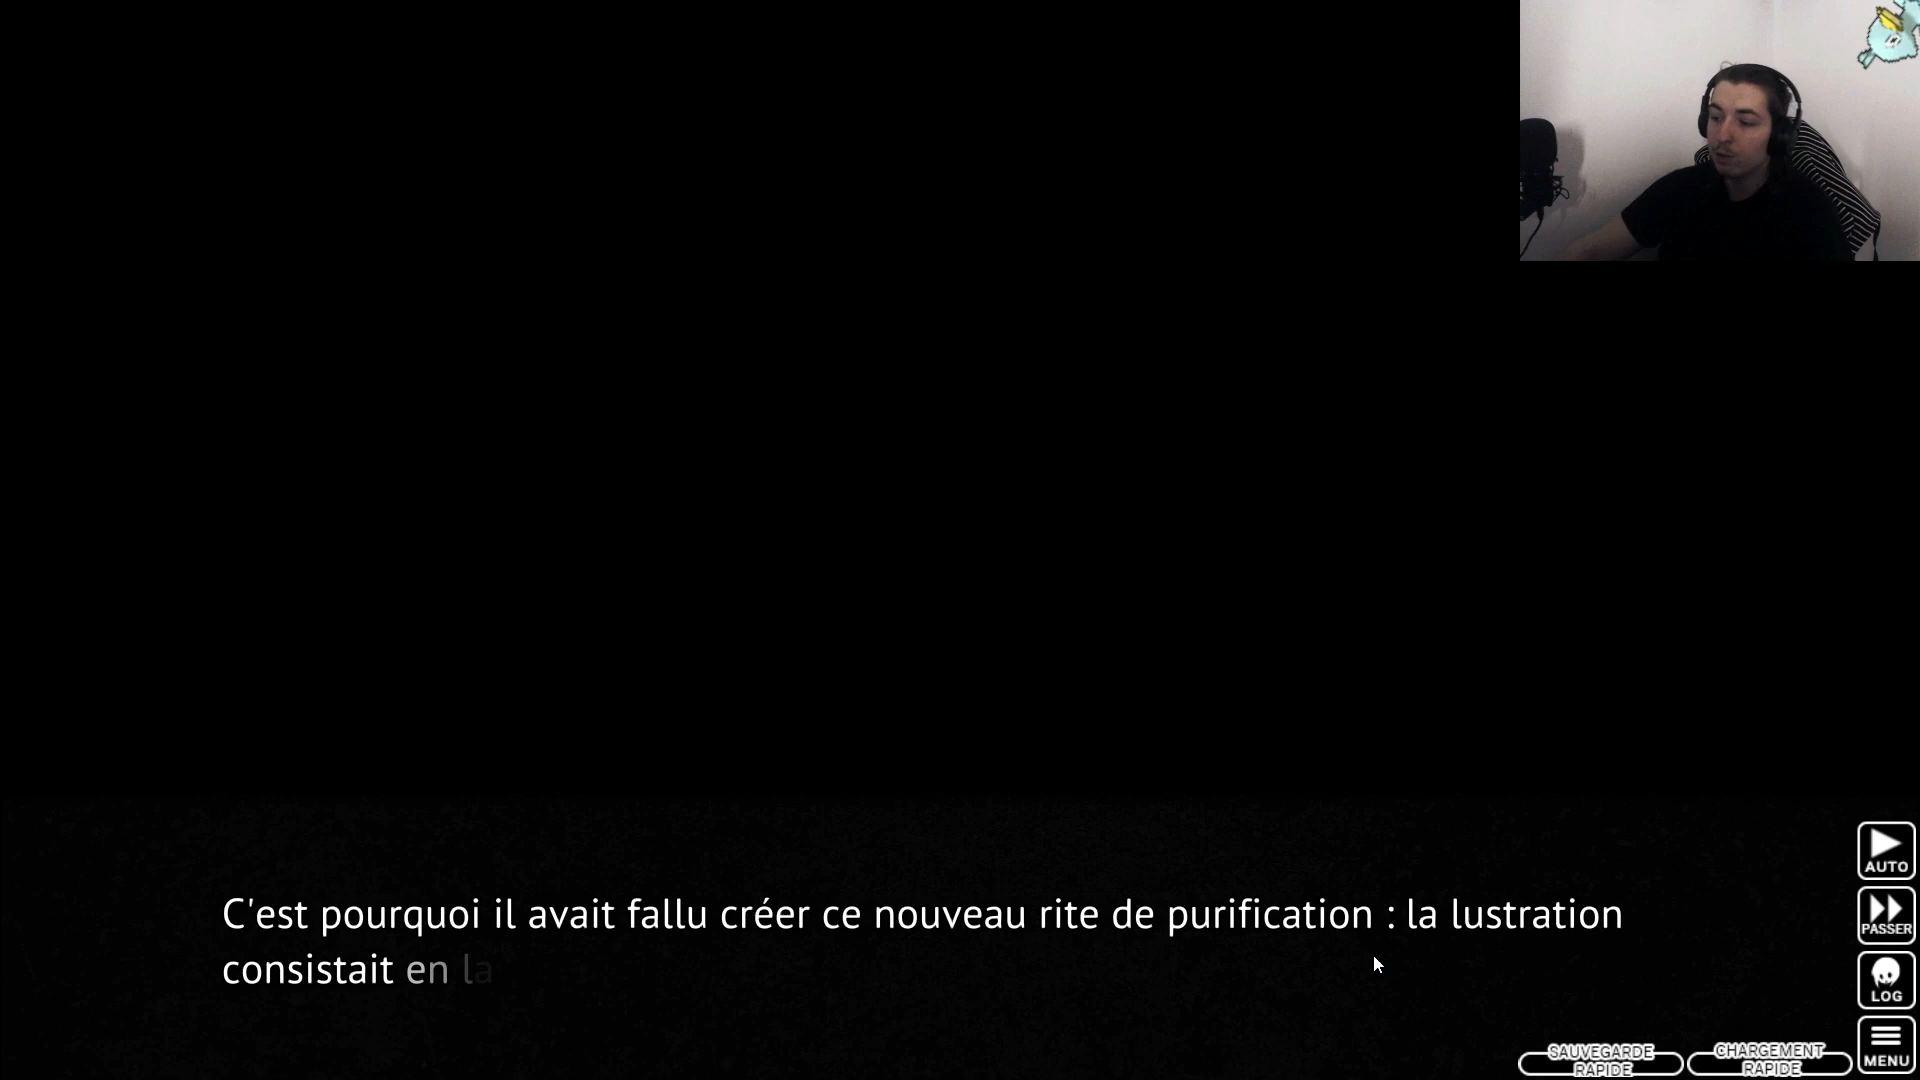 C'est pourquoi il avait fallu créer ce nouveau rite de purification : la lustration
consistait en la
AUTO
PASSER
LOG
MENU
SAUVEGARDE
RAPIDE
CHARGEMENT
RAPIDE